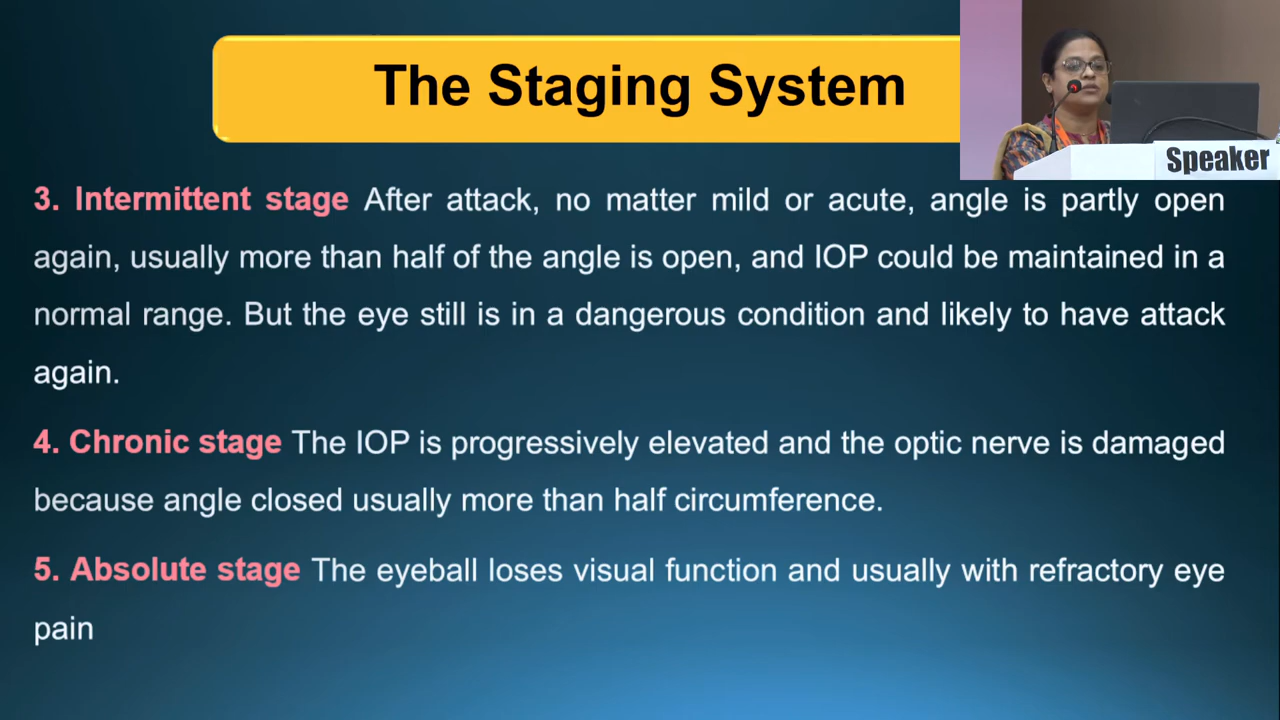 The Staging System
Speaker
3. Intermittent stage After attack, no matter mild or acute, angle is partly open
again, usually more than half of the angle is open, and IOP could be maintained in a
normal range. But the eye still is in a dangerous condition and likely to have attack
again.
4. Chronic stage The IOP is progressively elevated and the optic nerve is damaged
because angle closed usually more than half circumference.
5. Absolute stage The eyeball loses visual function and usually with refractory eye
pain